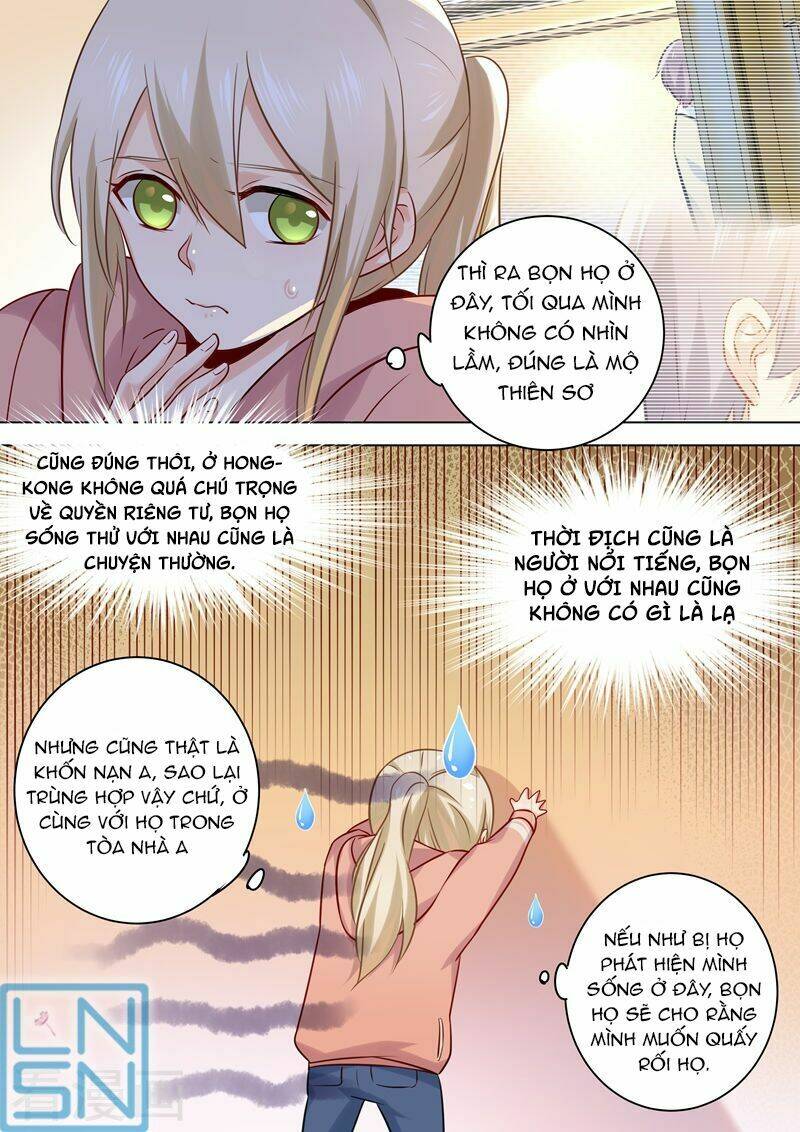 THÌ RA BỌN HỌ Ở
ĐÂY, TỐI QUA MÌNH
KHÔNG CÓ NHÌN
LẦM, ĐÚNG LÀ MỘ
THIÊN SƠ
CŨNG ĐÚNG THÔI, Ở HONG-
KONG KHÔNG QUÁ CHÚ TRỌNG
VỀ QUYỀN RIÊNG TƯ, BỌN HỌ
SỐNG THỬ VỚI NHAU CŨNG LÀ
CHUYỆN THƯỜNG.
THỜI ĐỊCH CŨNG LÀ
NGƯỜI NỔI TIẾNG, BỌN
HỌ Ở VỚI NHAU CŨNG
KHÔNG CÓ GÌ LÀ LẠ
NHƯNG CŨNG THẬT LÀ
KHỐN NẠN A, SAO LẠI
TRÙNG HỢP VẬY CHỨ, Ở
CÙNG VỚI HỌ TRONG
TÒA NHÀ A
NẾU NHƯ BỊ HỌ
PHÁT HIỆN MÌNH
SỐNG Ở ĐÂY, BỌN
HỌ SẼ CHO RẰNG
MÌNH MUỐN QUẤY
RỐI HỌ.
LN
SN
看漫画